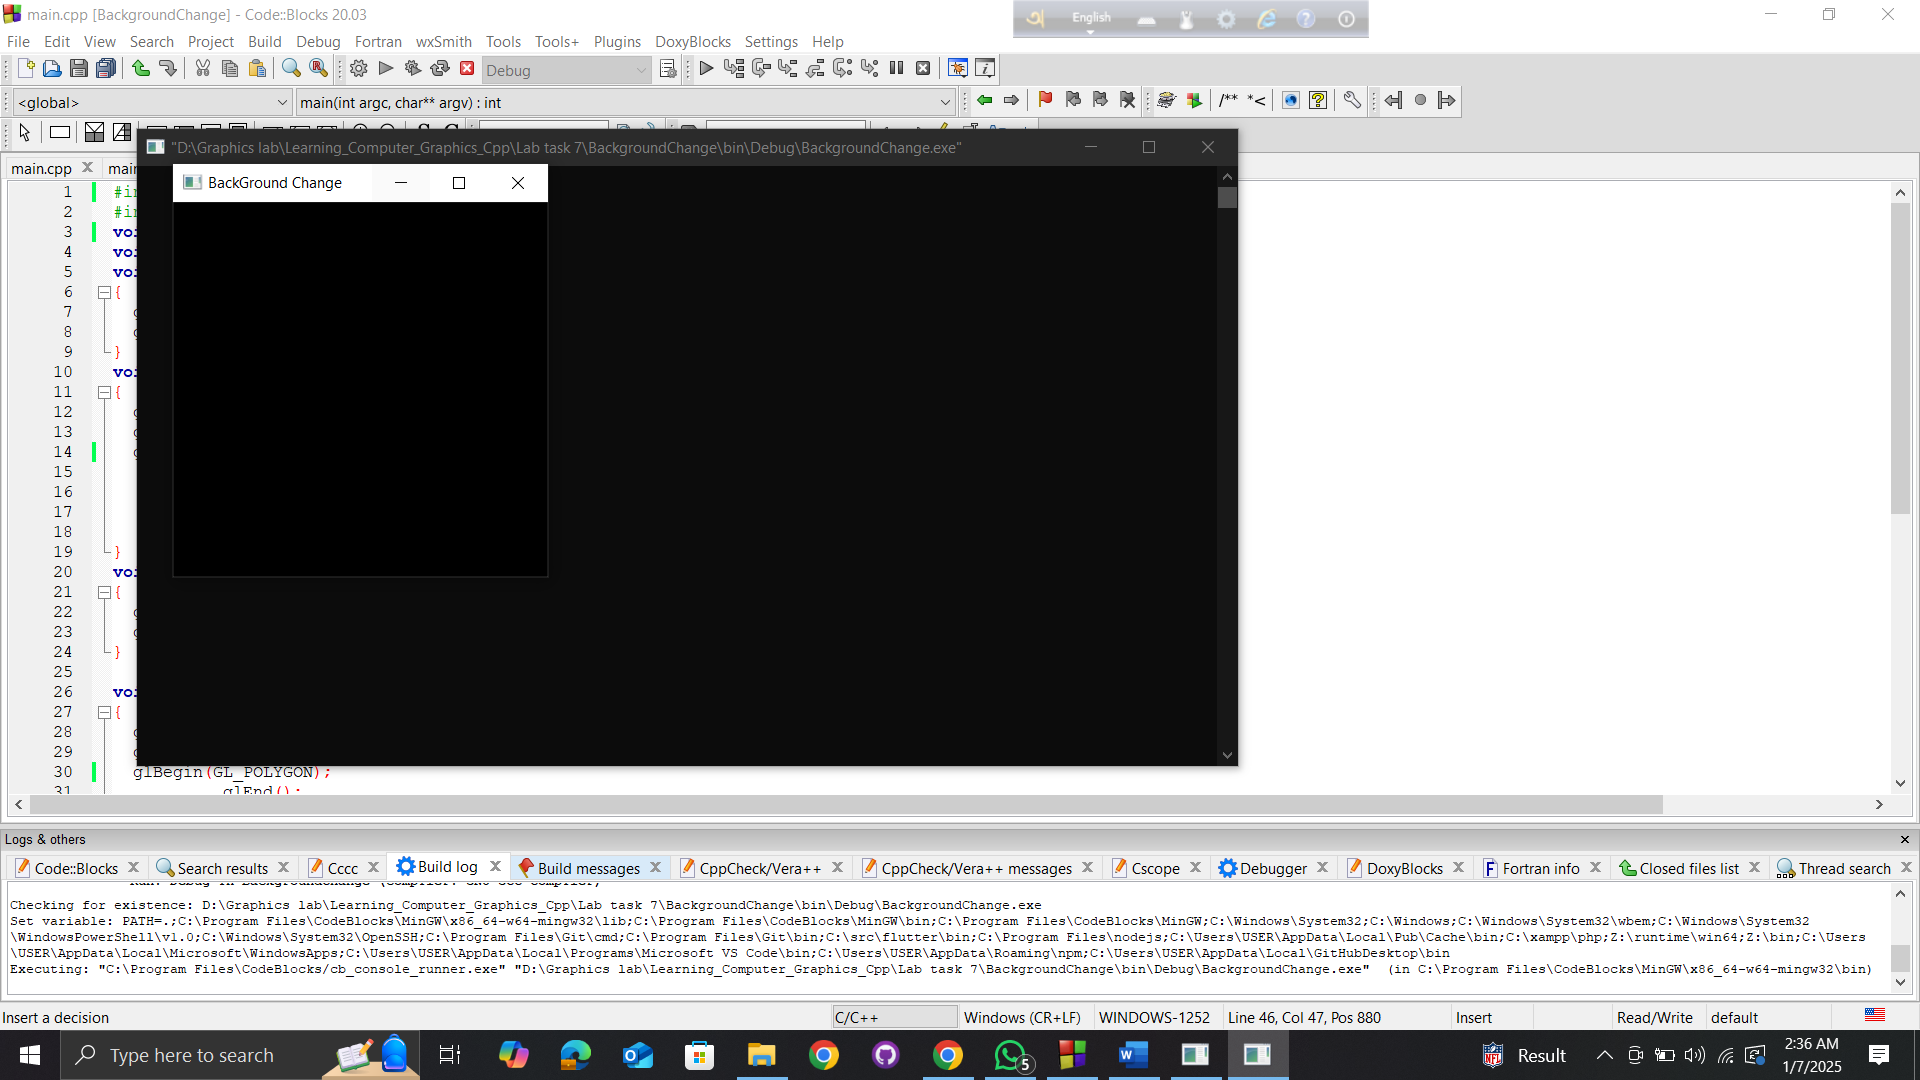 main.cpp [BackgroundChange] - Code::Blocks 20.03
English
File Edit View Search Project Build Debug Fortran wxSmith Tools Tools+ Plugins DoxyBlocks Settings Help
Debug
<global>
main(int argc, char** argv) : int
/** *<
"D:\Graphics lab\Learning_Computer_Graphics_Cpp\Lab task 7\BackgroundChange\bin\Debug\BackgroundChange.exe"
main.cpp
BackGround Change
1
2
3
4
5
6 {
7
8
9 }
10
11 {
12
13
14
15
16
17
18
19 }
20
21 {
22
23
24 }
25
26
27 {
28
29
30 glBegin(GL_POLYGON);
31 glEnd();
Logs & others
Code::Blocks Search results Cccc Build log Build messages CppCheck/Vera++ CppCheck/Vera++ messages Cscope Debugger DoxyBlocks Fortran info Closed files list Thread search
Checking for existence: D:\Graphics lab\Learning_Computer_Graphics_Cpp\Lab task 7\BackgroundChange\bin\Debug\BackgroundChange.exe
Set variable: PATH=.;C:\Program Files\CodeBlocks\MinGW\x86_64-w64-mingw32\lib;C:\Program Files\CodeBlocks\MinGW\bin;C:\Program Files\CodeBlocks\MinGW;C:\Windows\System32;C:\Windows;C:\Windows\System32\wbem;C:\Windows\System32
\WindowsPowerShell\v1.0;C:\Windows\System32\OpenSSH;C:\Program Files\Git\cmd;C:\Program Files\Git\bin;C:\src\flutter\bin;C:\Program Files\nodejs;C:\Users\USER\AppData\Local\Pub\Cache\bin;C:\xampp\php;Z:\runtime\win64;Z:\bin;C:\Users
\USER\AppData\Local\Microsoft\WindowsApps;C:\Users\USER\AppData\Local\Programs\Microsoft VS Code\bin;C:\Users\USER\AppData\Roaming\npm;C:\Users\USER\AppData\Local\GitHubDesktop\bin
Executing: "C:\Program Files\CodeBlocks/cb_console_runner.exe" "D:\Graphics lab\Learning_Computer_Graphics_Cpp\Lab task 7\BackgroundChange\bin\Debug\BackgroundChange.exe" (in C:\Program Files\CodeBlocks\MinGW\x86_64-w64-mingw32\bin)
Insert a decision C/C++ Windows (CR+LF) WINDOWS-1252 Line 46, Col 47, Pos 880 Insert Read/Write default
Type here to search
5
Result
2:36 AM
1/7/2025